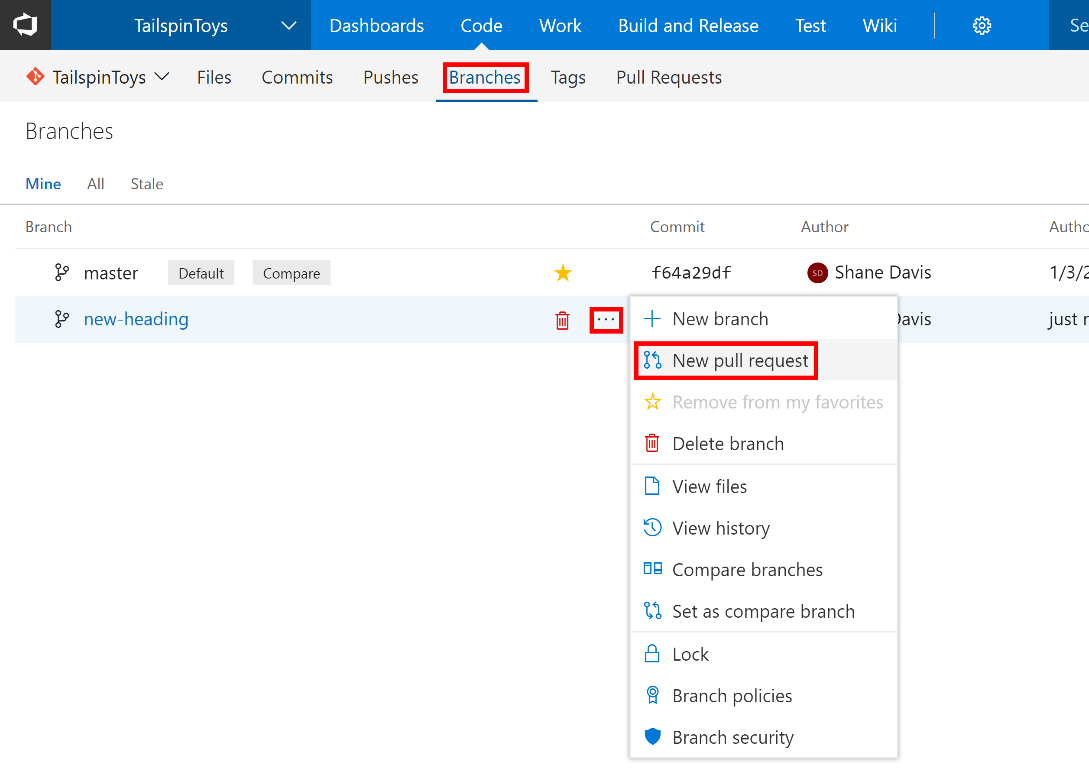 TailspinToys Dashboards Code Work Build and Release Test Wiki Se
TailspinToys Files Commits Pushes Branches Tags Pull Requests
Branches
Mine All Stale
Branch Commit Author Autho
master Default Compare f64a29df SD Shane Davis 1/3/2
new-heading ... New branch Davis just r
New pull request
Remove from my favorites
Delete branch
View files
View history
Compare branches
Set as compare branch
Lock
Branch policies
Branch security